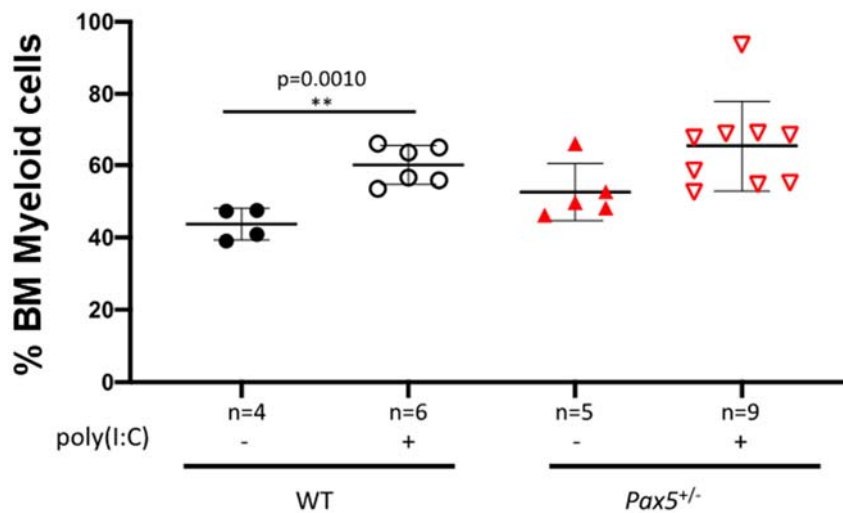 % BM Myeloid cells
100
80
60
40
20
0
p=0.0010
**
n=4 n=6 n=5 n=9
poly(I:C) - + - +
WT Pax5+/-